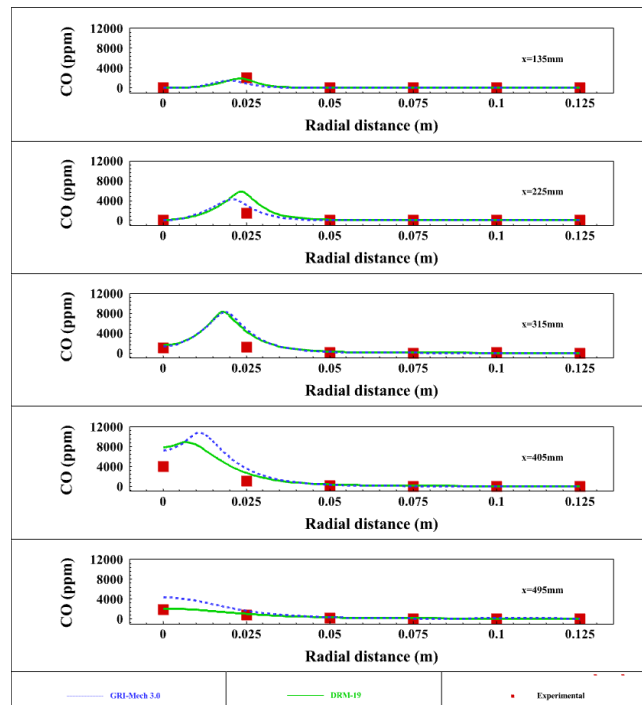 CO (ppm)
12000
8000
4000
0
x=135mm
0 0.025 0.05 0.075 0.1 0.125
Radial distance (m)
CO (ppm)
12000
8000
4000
0
x=225mm
0 0.025 0.05 0.075 0.1 0.125
Radial distance (m)
CO (ppm)
12000
8000
4000
0
x=315mm
0 0.025 0.05 0.075 0.1 0.125
Radial distance (m)
CO (ppm)
12000
8000
4000
0
x=405mm
0 0.025 0.05 0.075 0.1 0.125
Radial distance (m)
CO (ppm)
12000
8000
4000
0
x=495mm
0 0.025 0.05 0.075 0.1 0.125
Radial distance (m)
GRI-Mech 3.0 DRM-19 Experimental